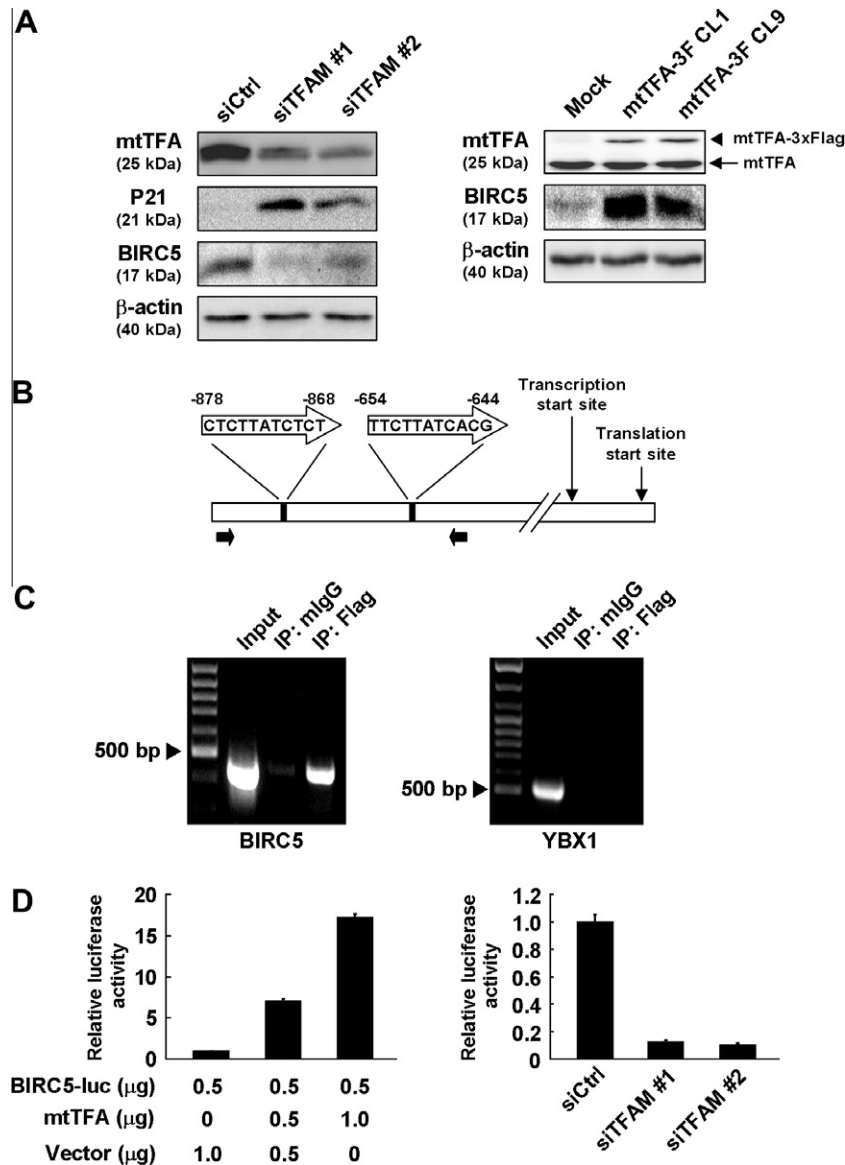 A
siCtrl
siTFAM #1
siTFAM #2
mtTFA
(25 kDa)
P21
(21 kDa)
BIRC5
(17 kDa)
β-actin
(40 kDa)
Mock
mtTFA-3F CL1
mtTFA-3F CL9
mtTFA
(25 kDa)
mtTFA-3xFlag
mtTFA
BIRC5
(17 kDa)
β-actin
(40 kDa)
B
-878
-868
-654
-644
CTCTTATCTCT
TTCTTATCACG
Transcription
start site
Translation
start site
C
Input
IP: mIgG
IP: Flag
500 bp
BIRC5
Input
IP: mIgG
IP: Flag
500 bp
YBX1
D
Relative luciferase
activity
20
15
10
5
0
BIRC5-luc (μg) 0.5 0.5 0.5
mtTFA (μg) 0 0.5 1.0
Vector (μg) 1.0 0.5 0
Relative luciferase
activity
1.2
1.0
0.8
0.6
0.4
0.2
0
siCtrl
siTFAM #1
siTFAM #2